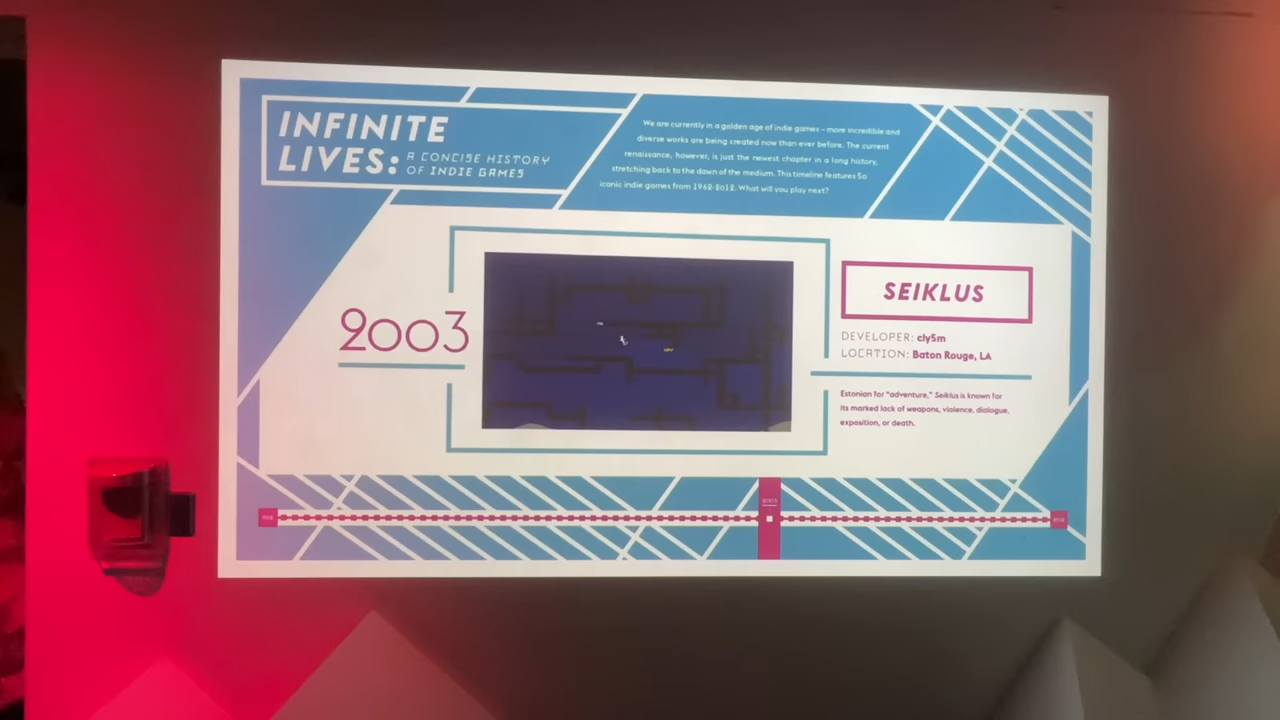 INFINITE
LIVES: A CONCISE HISTORY
OF INDIE GAMES
We are currently in a golden age of indie games – more incredible and
diverse works are being created now than ever before. The current
renaissance, however, is just the newest chapter in a long history,
stretching back to the dawn of the medium. This timeline features 50
iconic indie games from 1962-2012. What will you play next?
2003
SEIKLUS
DEVELOPER: cly5m
LOCATION: Baton Rouge, LA
Estonian for “adventure,” Seiklus is known for
its marked lack of weapons, violence, dialogue,
exposition, or death.
2003